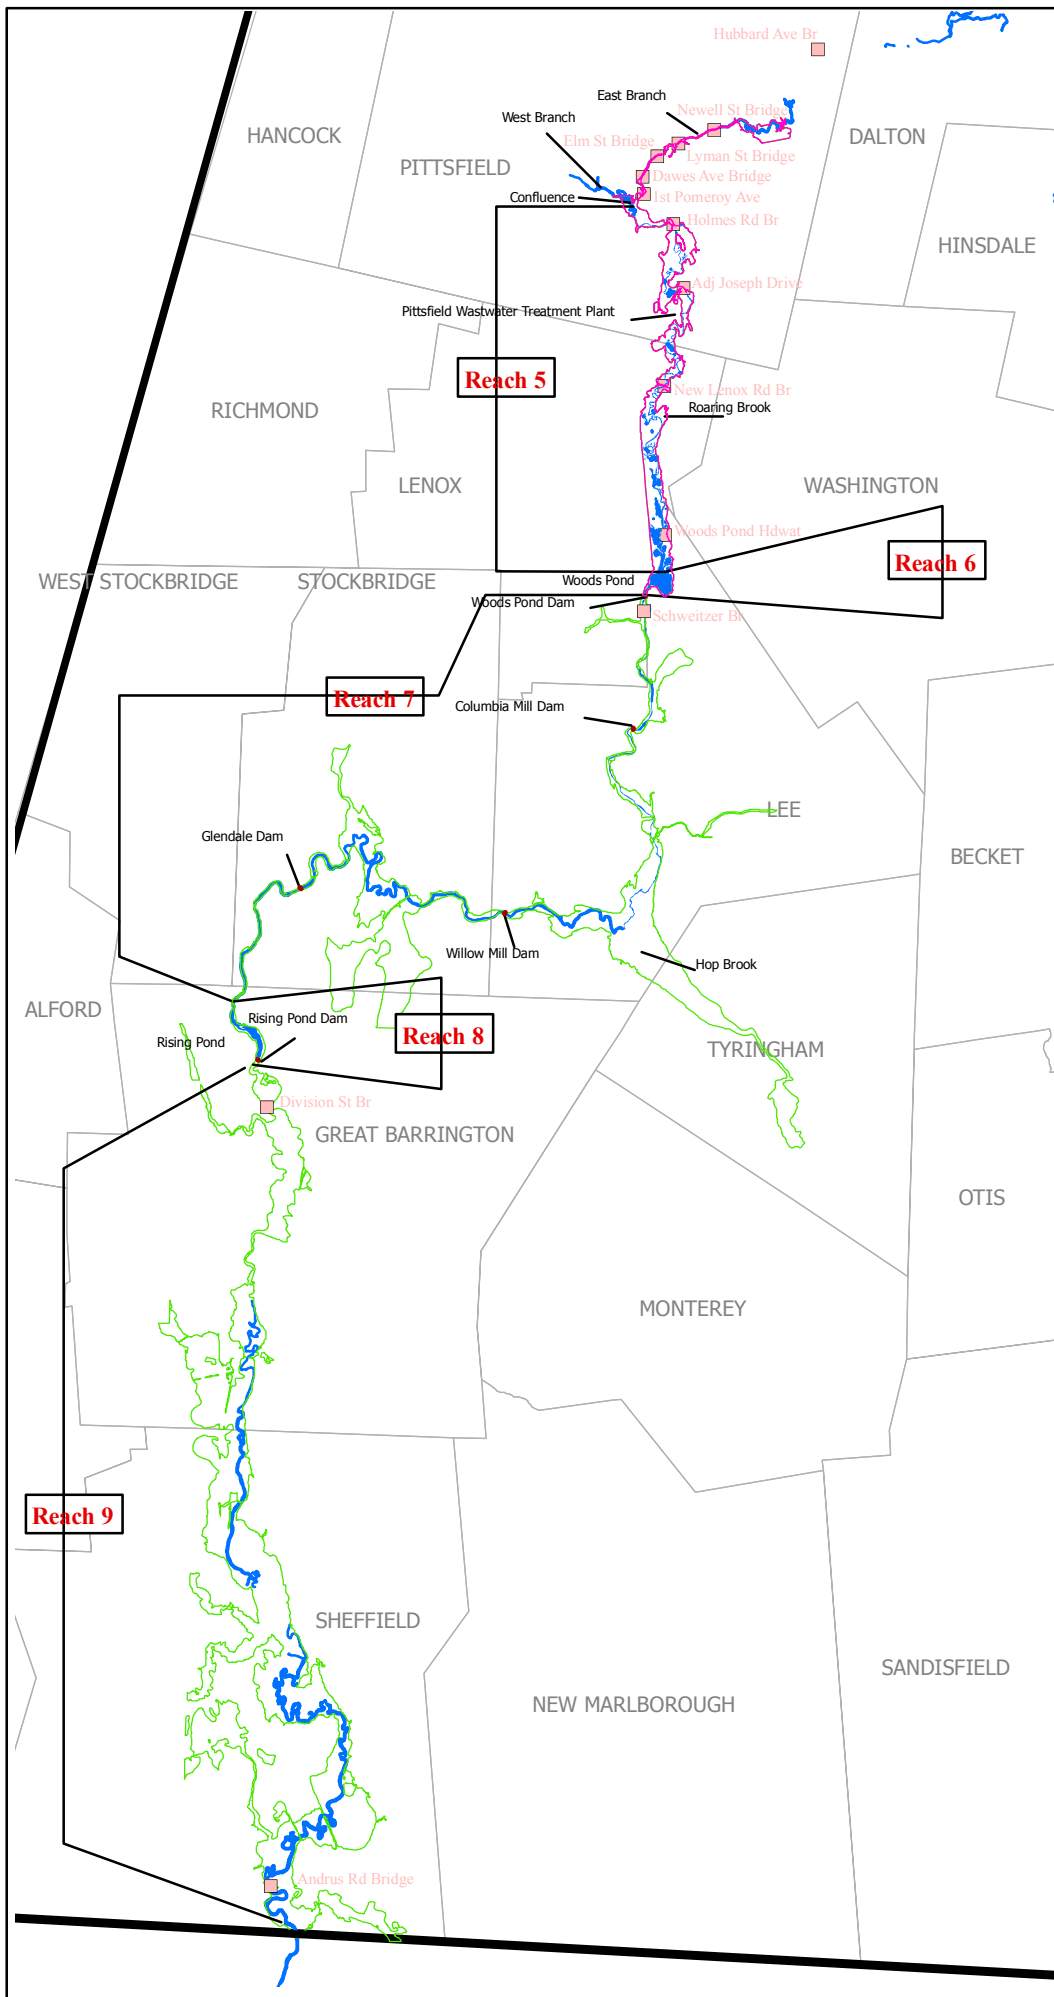 Hubbard Ave Br
East Branch
Newell St Bridge
West Branch
HANCOCK
DALTON
Elm St Bridge
Lyman St Bridge
PITTSFIELD
Dawes Ave Bridge
Confluence
1st Pomeroy Ave
Holmes Rd Br
HINSDALE
Adj Joseph Drive
Pittsfield Wastwater Treatment Plant
Reach 5
New Lenox Rd Br
RICHMOND
Roaring Brook
LENOX
WASHINGTON
Woods Pond Hdwat
Reach 6
WEST STOCKBRIDGE
STOCKBRIDGE
Woods Pond
Woods Pond Dam
Schweitzer Br
Reach 7
Columbia Mill Dam
LEE
Glendale Dam
BECKET
Willow Mill Dam
Hop Brook
ALFORD
Rising Pond Dam
Rising Pond
Reach 8
TYRINGHAM
Division St Br
GREAT BARRINGTON
OTIS
MONTEREY
Reach 9
SHEFFIELD
SANDISFIELD
NEW MARLBOROUGH
Andrus Rd Bridge